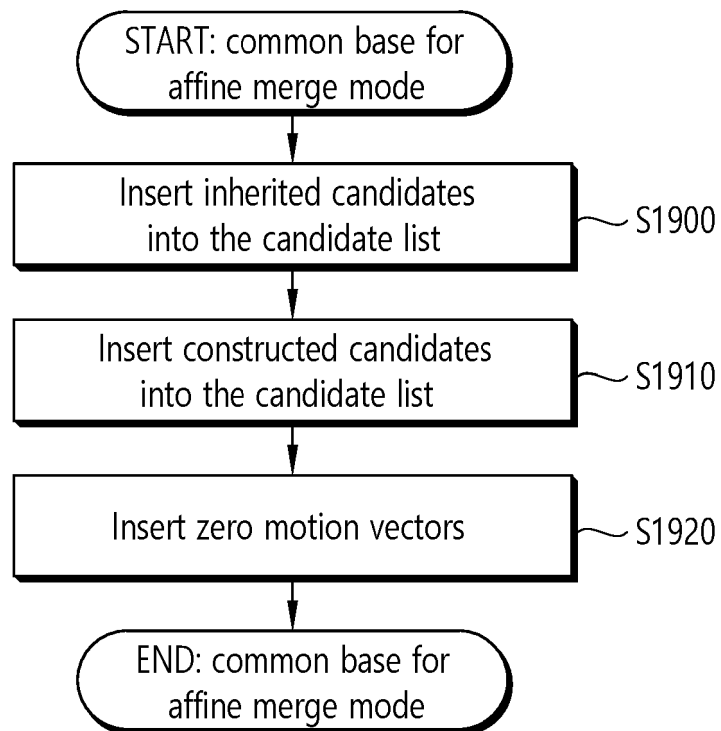 START: common base for
affine merge mode
Insert inherited candidates
into the candidate list
S1900
Insert constructed candidates
into the candidate list
S1910
Insert zero motion vectors
S1920
END: common base for
affine merge mode